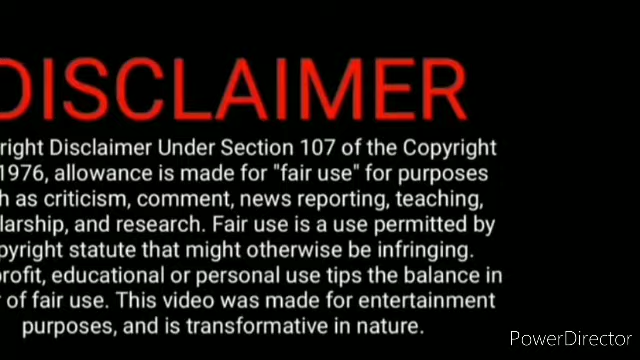 DISCLAIMER
right Disclaimer Under Section 107 of the Copyright
1976, allowance is made for "fair use" for purposes
h as criticism, comment, news reporting, teaching,
larship, and research. Fair use is a use permitted by
pyright statute that might otherwise be infringing.
rofit, educational or personal use tips the balance in
of fair use. This video was made for entertainment
purposes, and is transformative in nature.
PowerDirector